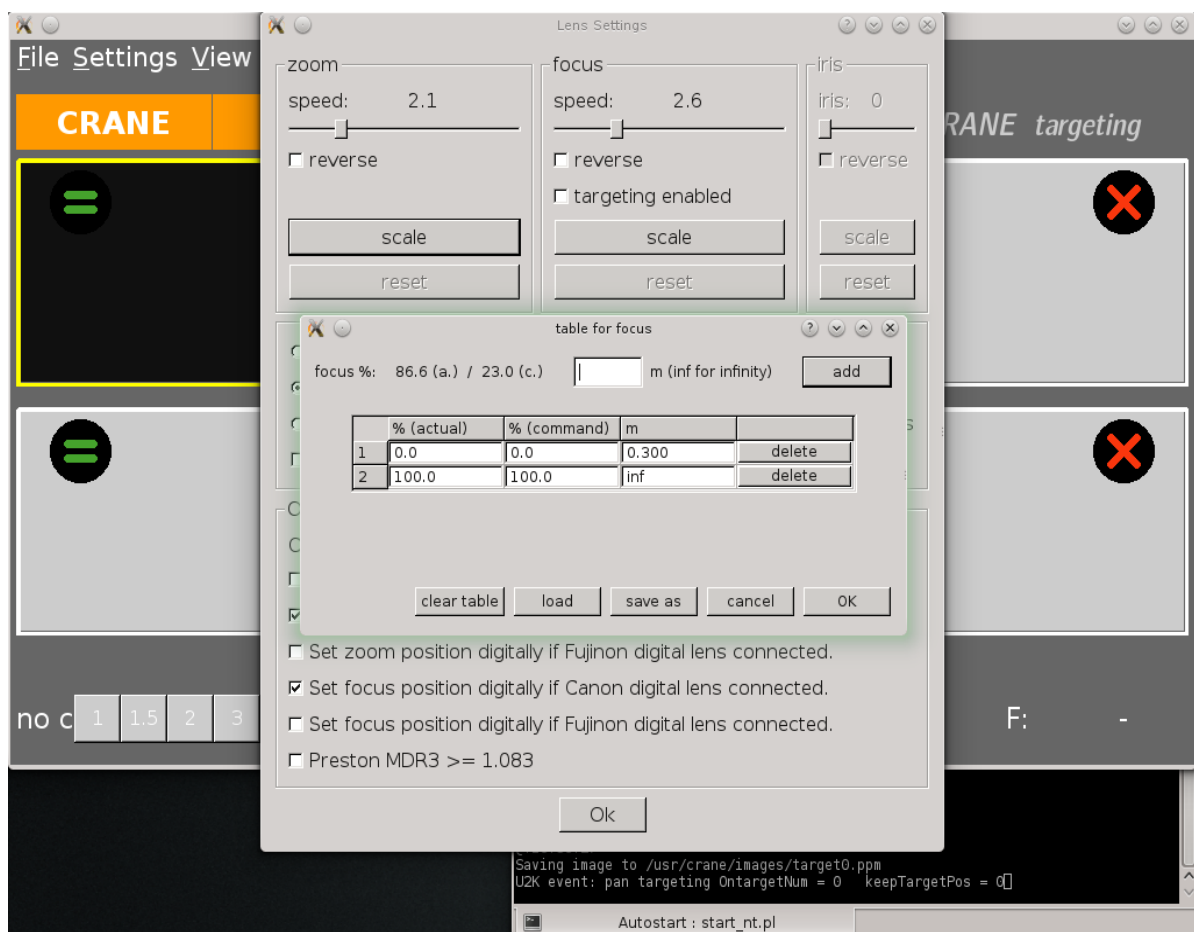 Lens Settings
File Settings View
CRANE
RANE targeting
zoom
speed: 2.1
reverse
scale
reset
focus
speed: 2.6
reverse
targeting enabled
scale
reset
iris
iris: 0
reverse
scale
reset
table for focus
focus %: 86.6 (a.) / 23.0 (c.) m (inf for infinity) add
% (actual) % (command) m
1 0.0 0.0 0.300 delete
2 100.0 100.0 inf delete
clear table load save as cancel OK
s
C
C
Set zoom position digitally if Fujinon digital lens connected.
Set focus position digitally if Canon digital lens connected.
Set focus position digitally if Fujinon digital lens connected.
Preston MDR3 >= 1.083
Ok
no c 1 1.5 2 3
F: -
Saving image to /usr/crane/images/target0.ppm
U2K event: pan targeting OntargetNum = 0 keepTargetPos = 0
Autostart : start_nt.pl